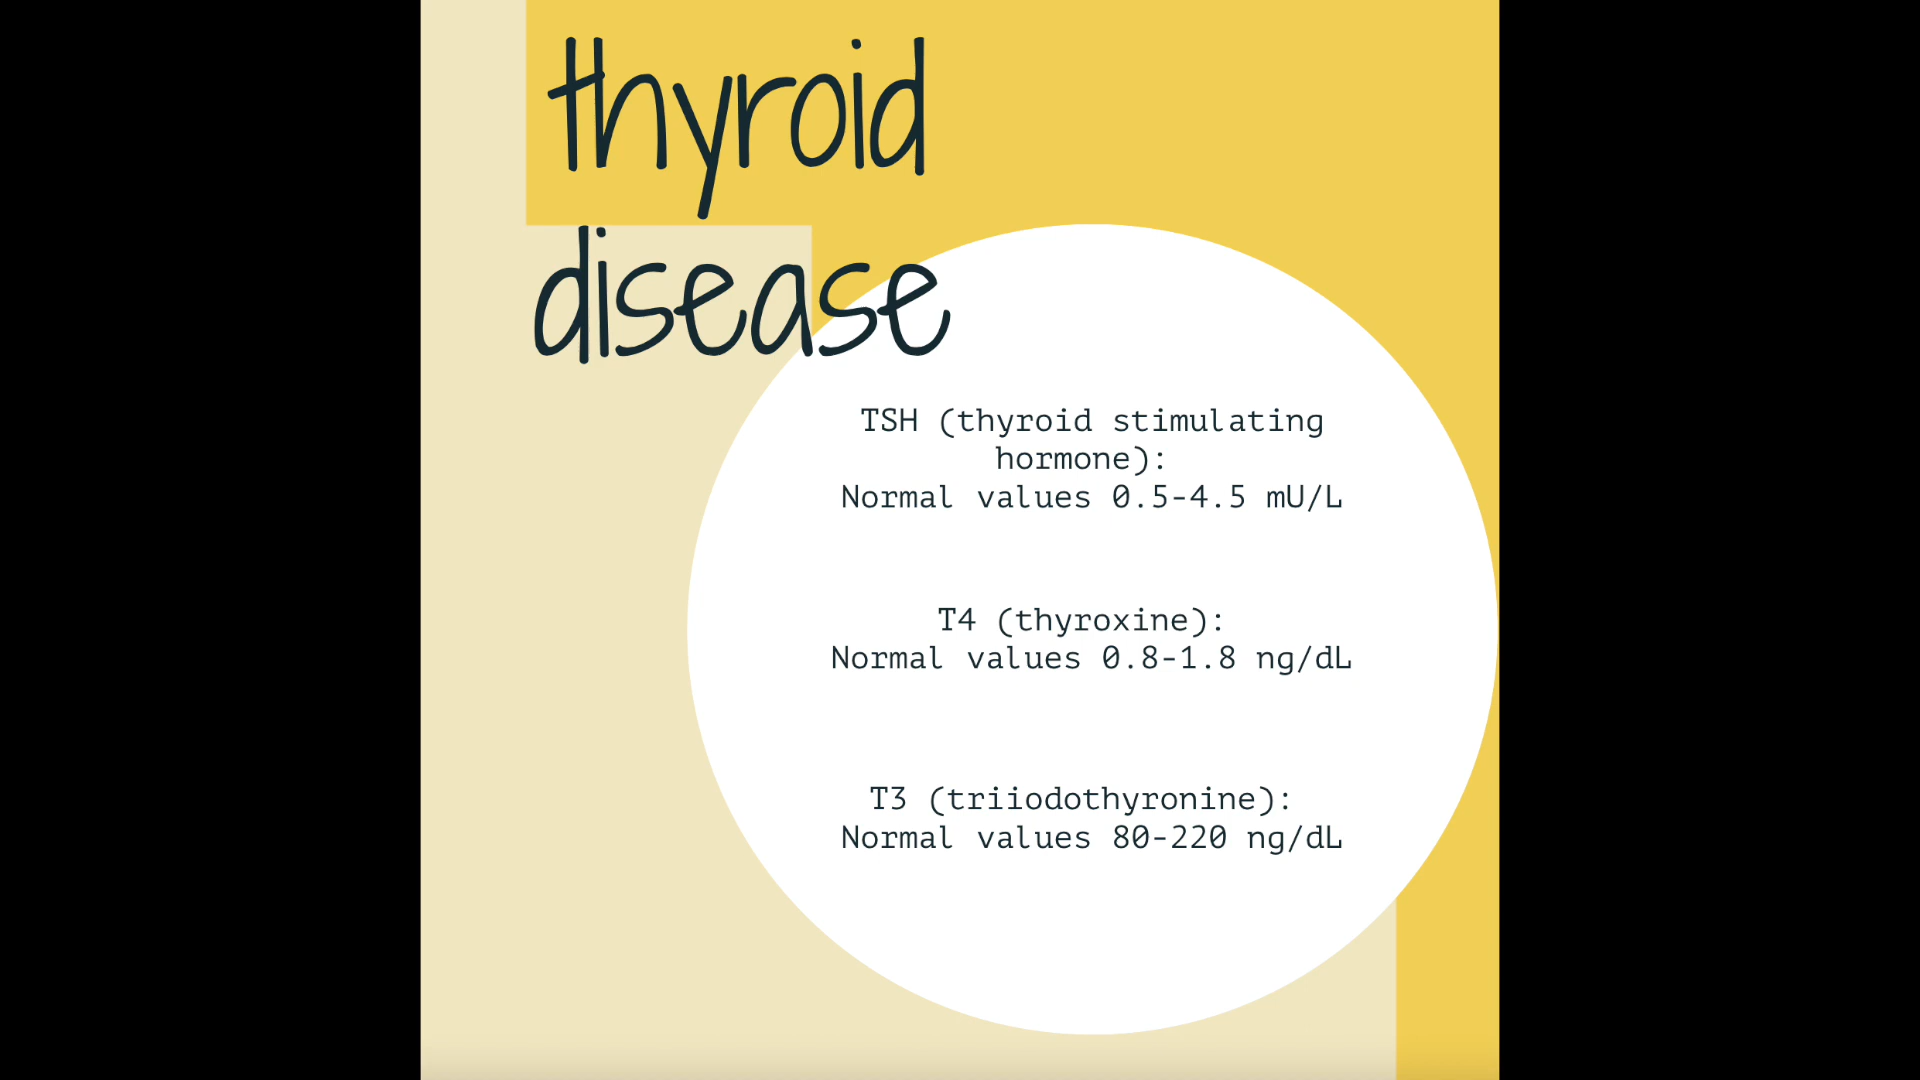 thyroid
disease
TSH (thyroid stimulating
hormone):
Normal values 0.5-4.5 mU/L
T4 (thyroxine):
Normal values 0.8-1.8 ng/dL
T3 (triiodothyronine):
Normal values 80-220 ng/dL